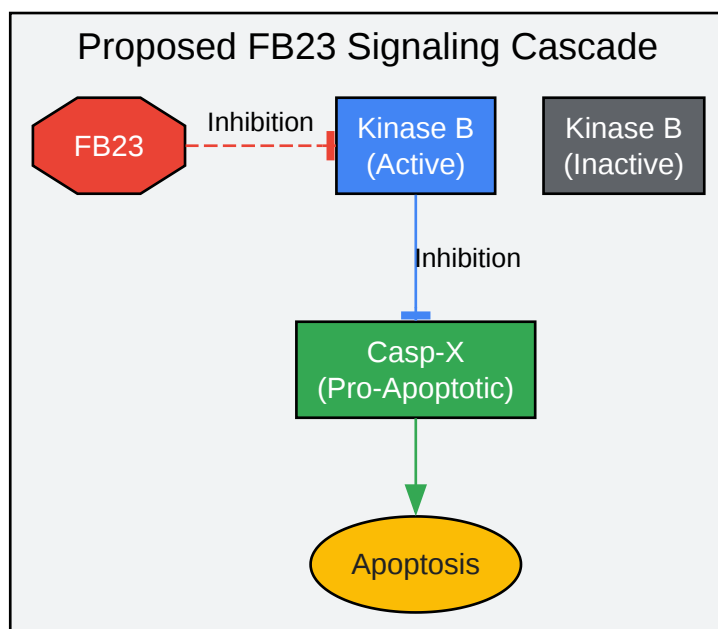 Proposed FB23 Signaling Cascade
FB23
Inhibition
Kinase B
(Active)
Kinase B
(Inactive)
Inhibition
Casp-X
(Pro-Apoptotic)
Apoptosis